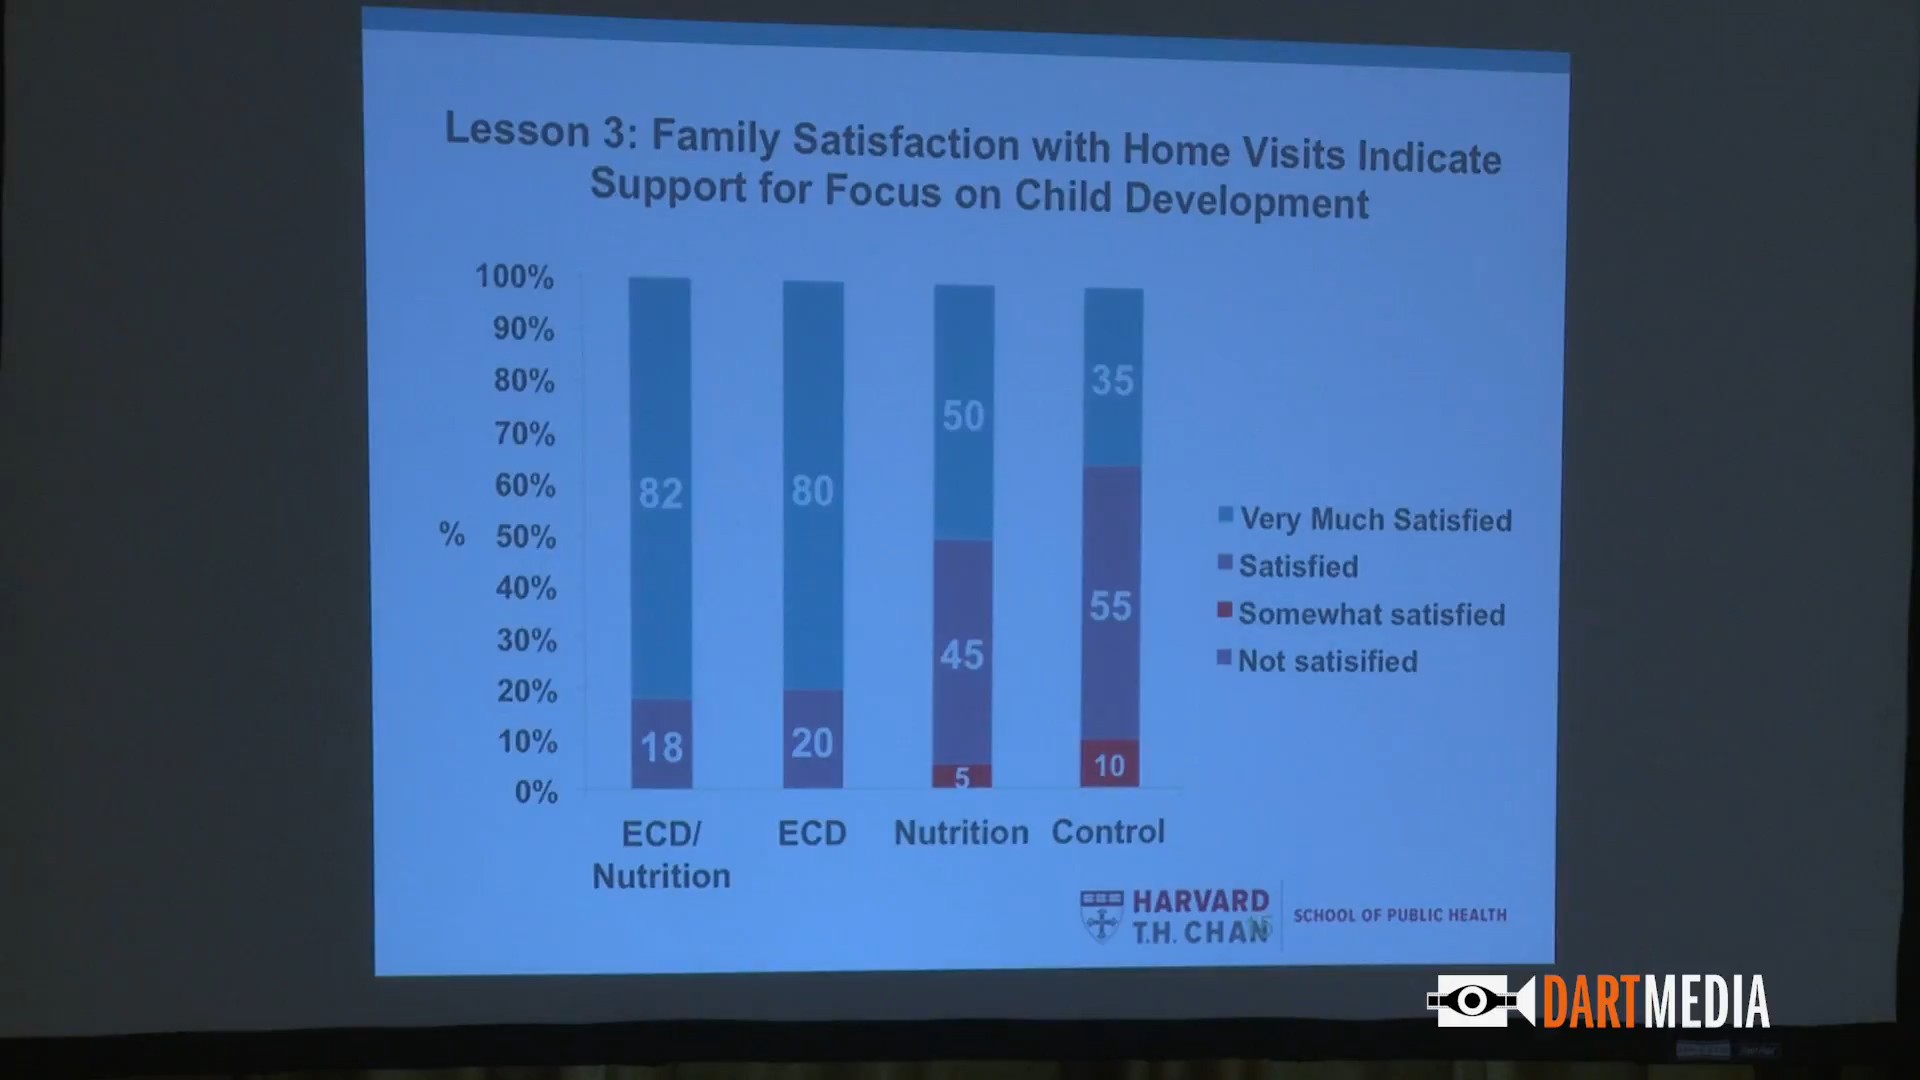 Lesson 3: Family Satisfaction with Home Visits Indicate
Support for Focus on Child Development
100%
90%
80%
70%
60%
50%
40%
30%
20%
10%
0%
%
82
18
80
20
50
45
5
35
55
10
ECD/
Nutrition
ECD
Nutrition
Control
Very Much Satisfied
Satisfied
Somewhat satisfied
Not satisified
HARVARD
T.H. CHAN
SCHOOL OF PUBLIC HEALTH
15
DARTMEDIA